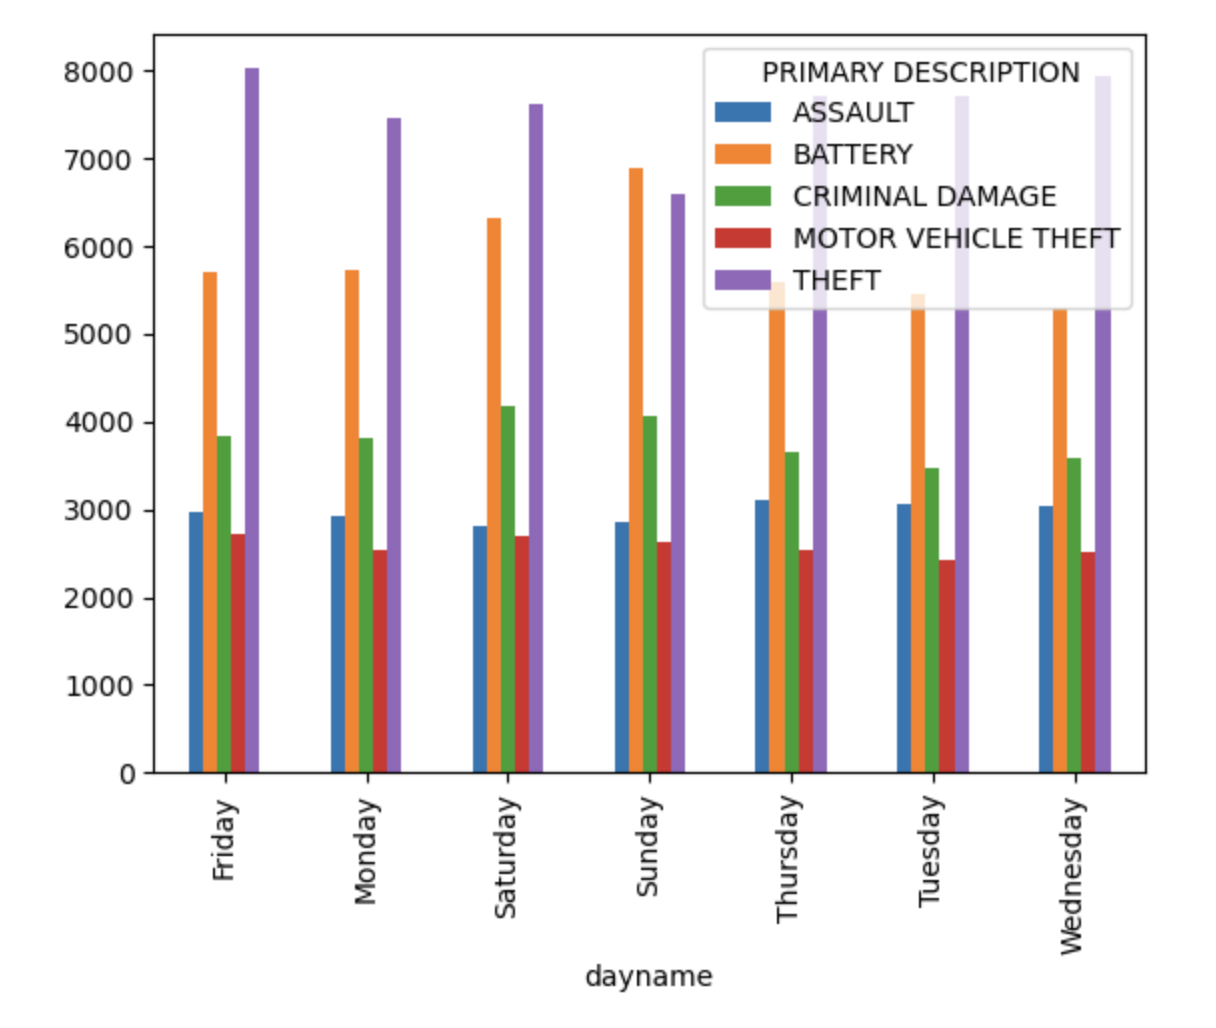 8000
7000
6000
5000
4000
3000
2000
1000
0
PRIMARY DESCRIPTION
ASSAULT
BATTERY
CRIMINAL DAMAGE
MOTOR VEHICLE THEFT
THEFT
Friday
Monday
Saturday
Sunday
Thursday
Tuesday
Wednesday
dayname